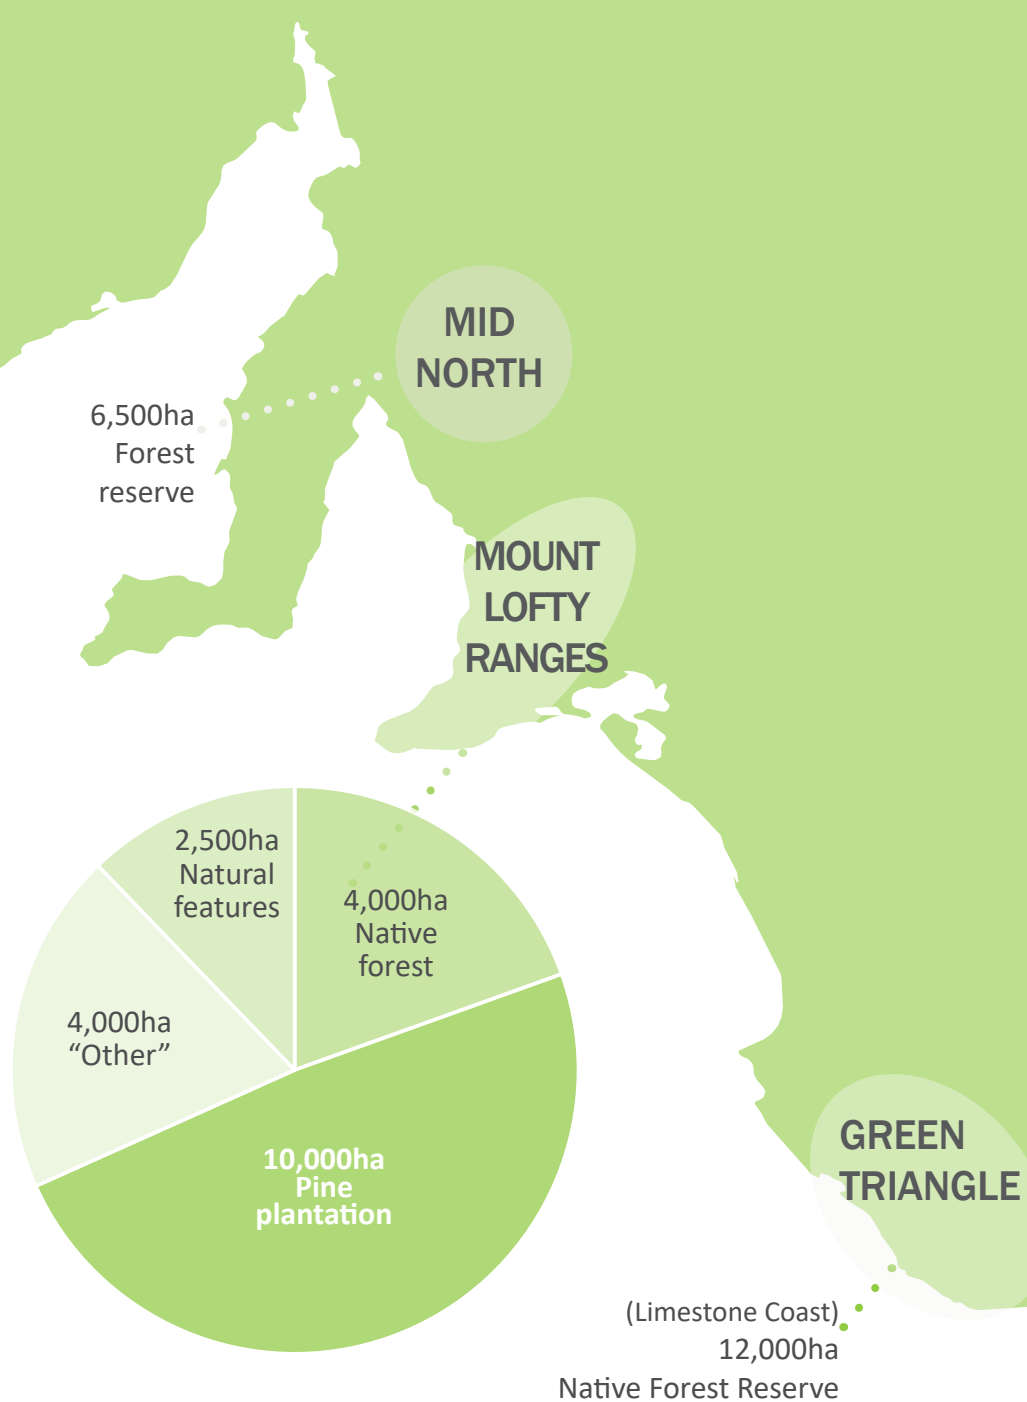 MID
NORTH
6,500ha
Forest
reserve
MOUNT
LOFTY
RANGES
2,500ha
Natural
features
4,000ha
Native
forest
4,000ha
“Other”
10,000ha
Pine
plantation
GREEN
TRIANGLE
(Limestone Coast)
12,000ha
Native Forest Reserve